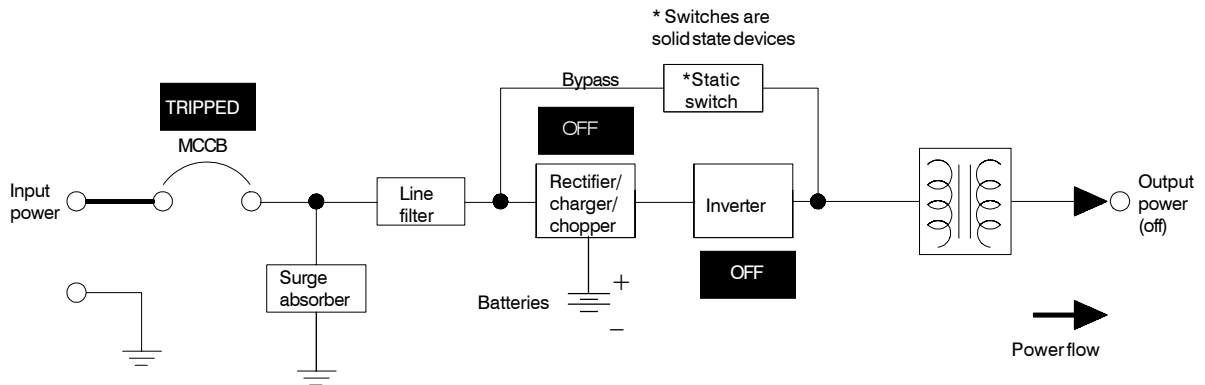 * Switches are
solid state devices
Bypass
*Static
switch
TRIPPED
OFF
MCCB
Input
power
Line
filter
Rectifier/
charger/
chopper
Inverter
Output
power
(off)
Surge
absorber
OFF
Batteries
+
–
Power flow